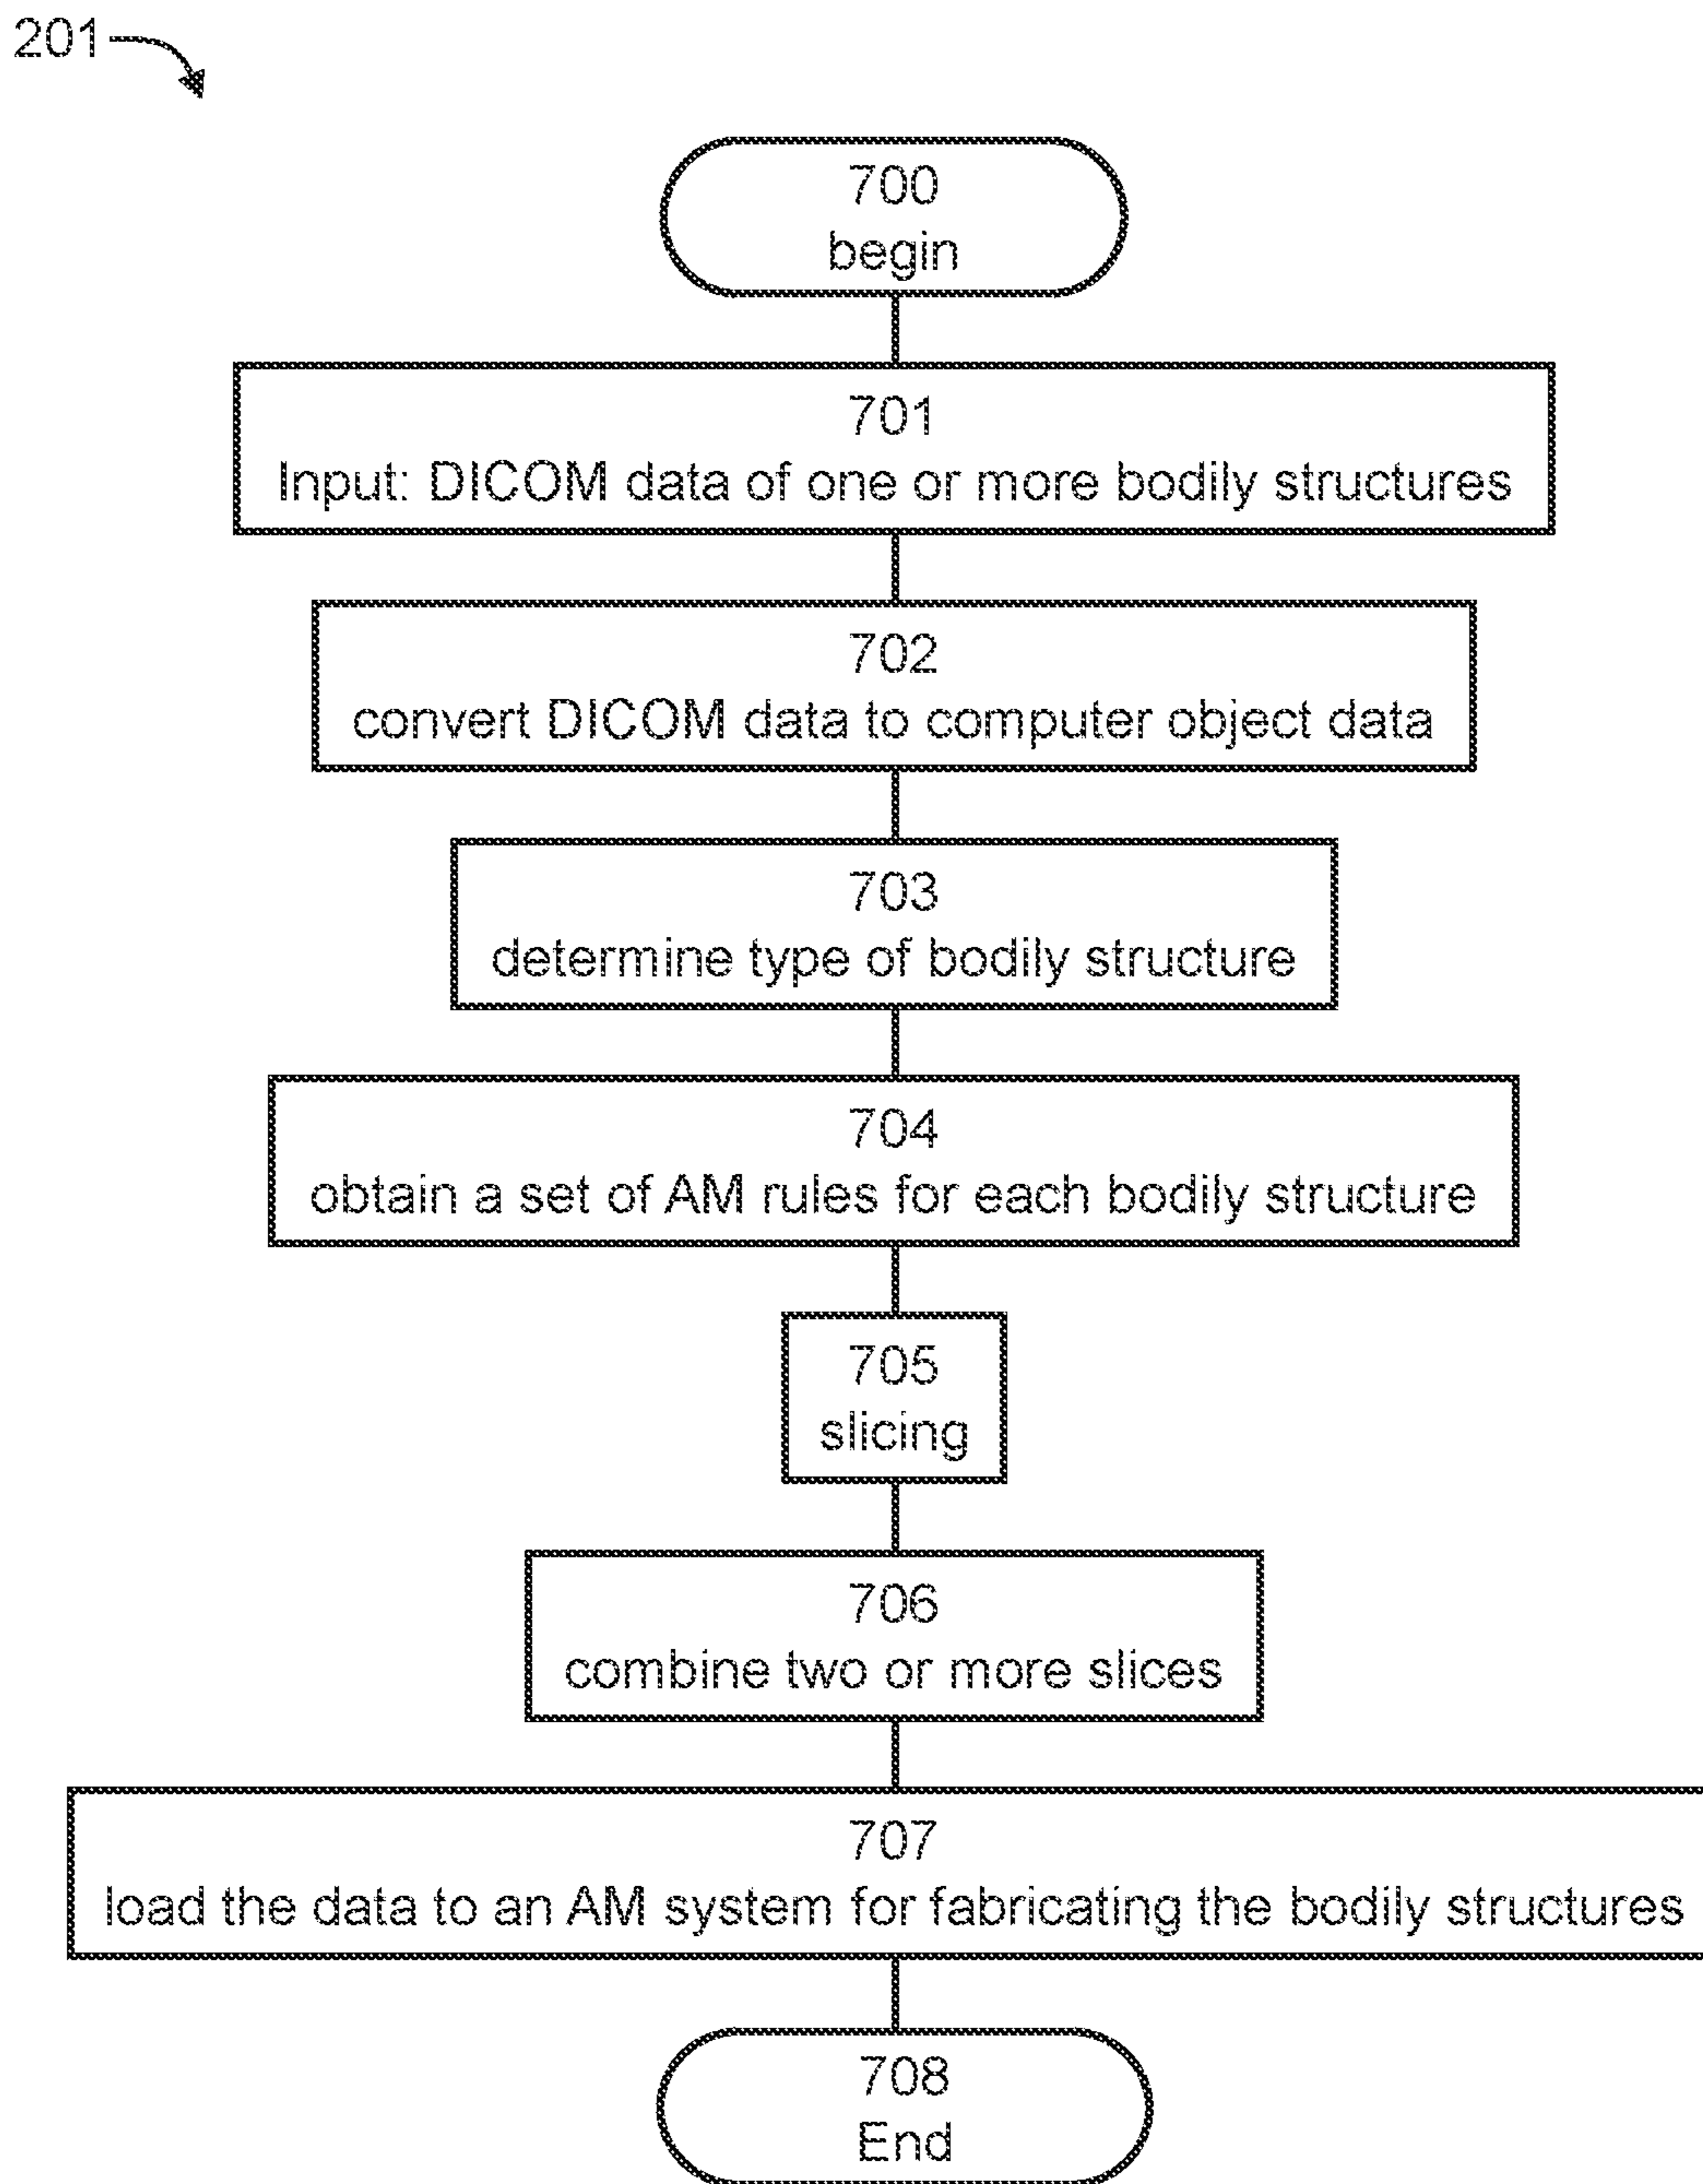 201
700
begin
701
Input: DICOM data of one or more bodily structures
702
convert DICOM data to computer object data
703
determine type of bodily structure
704
obtain a set of AM rules for each bodily structure
705
slicing
706
combine two or more slices
707
load the data to an AM system for fabricating the bodily structures
708
End